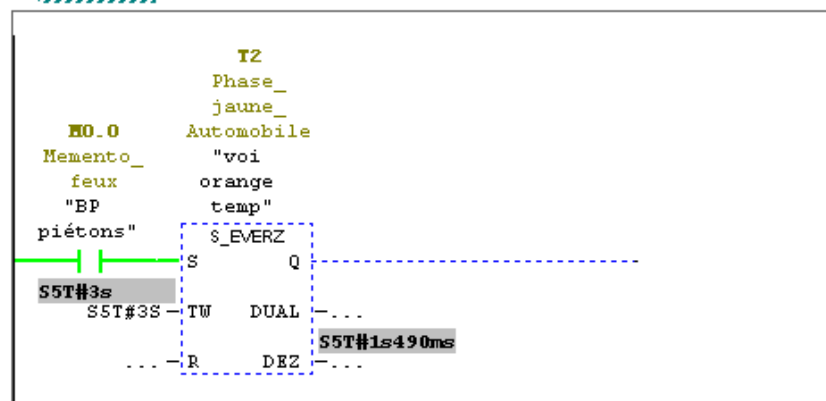 T2
Phase_
jaune_
Automobile
"voi
orange
temp"
M0.0
Memento_
feux
"BP
piétons"
S_EVERZ
S Q
S5T#3s
S5T#3S TW DUAL ...
S5T#1s490ms
... R DEZ ...